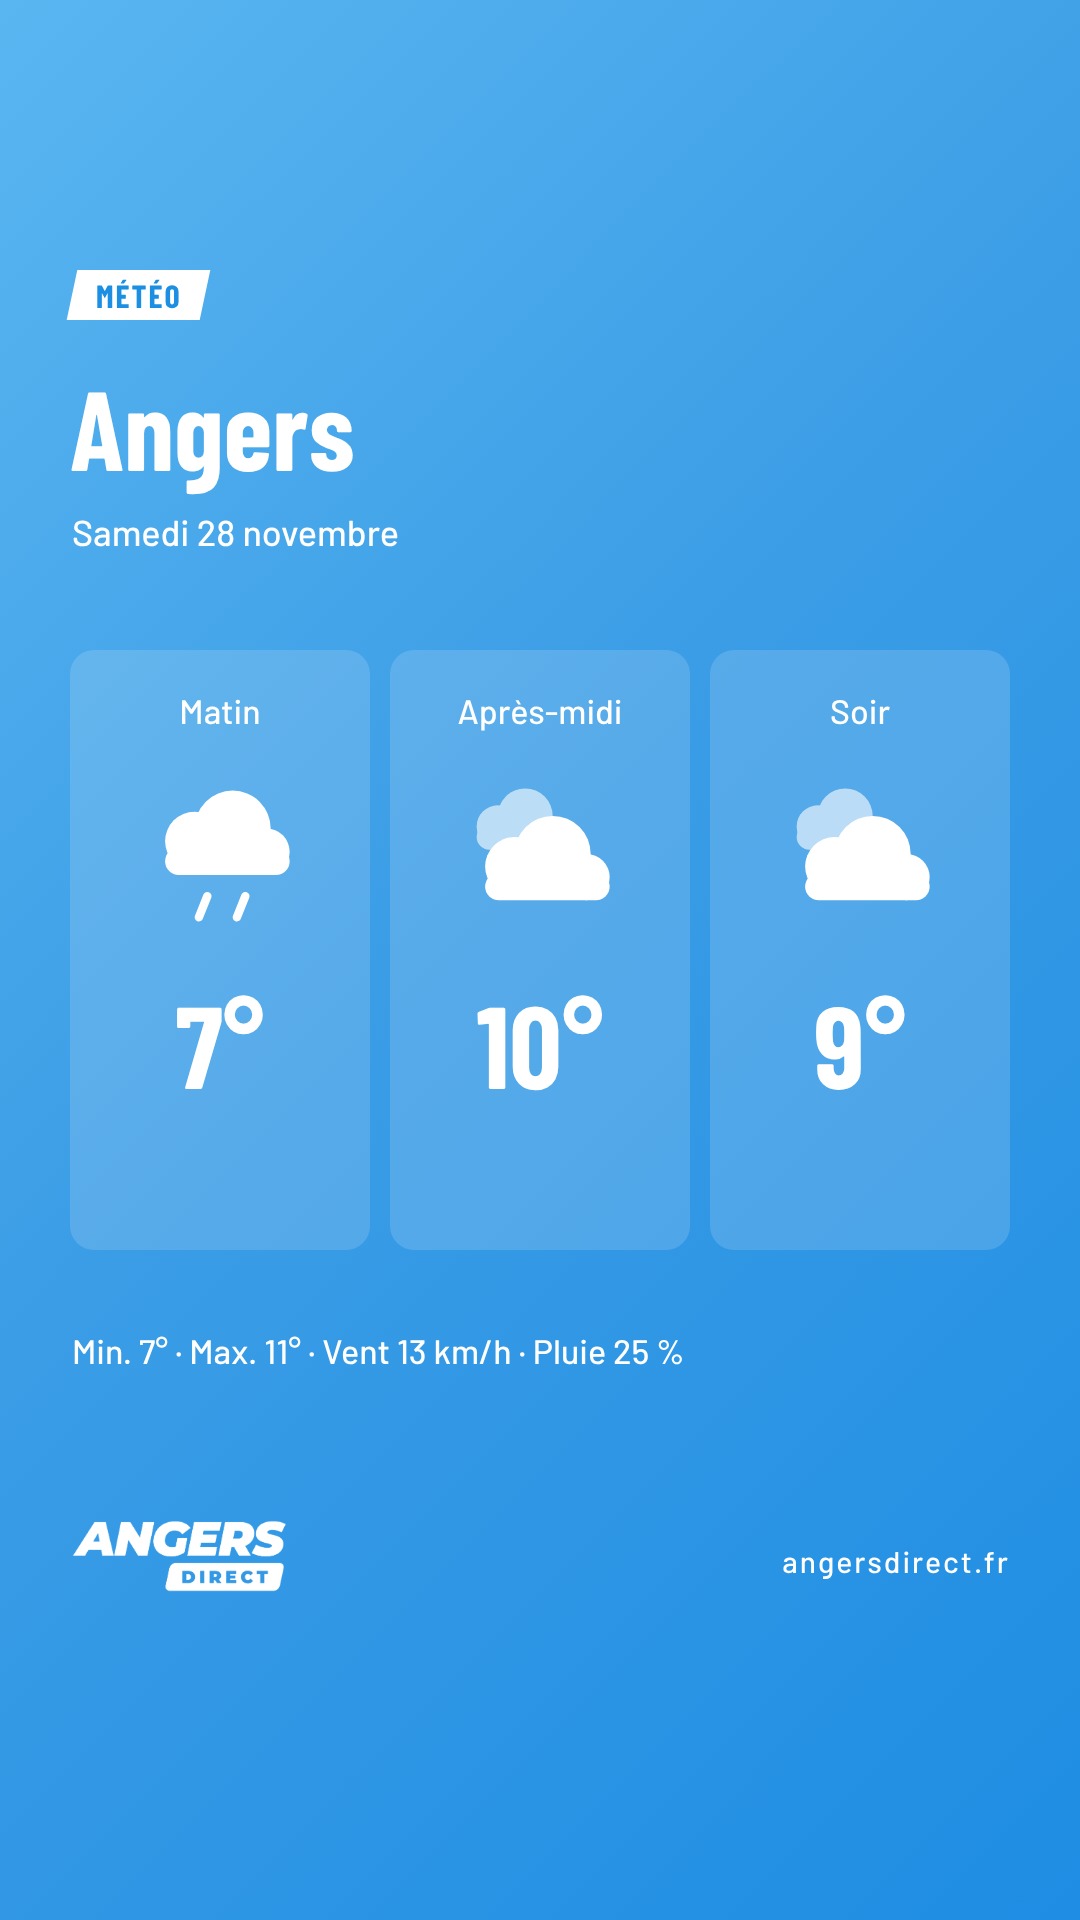 MÉTÉO
Angers
Samedi 28 novembre
Matin
Après-midi
Soir
7°
10°
9°
Min. 7° · Max. 11° · Vent 13 km/h · Pluie 25 %
ANGERS
DIRECT
angersdirect.fr